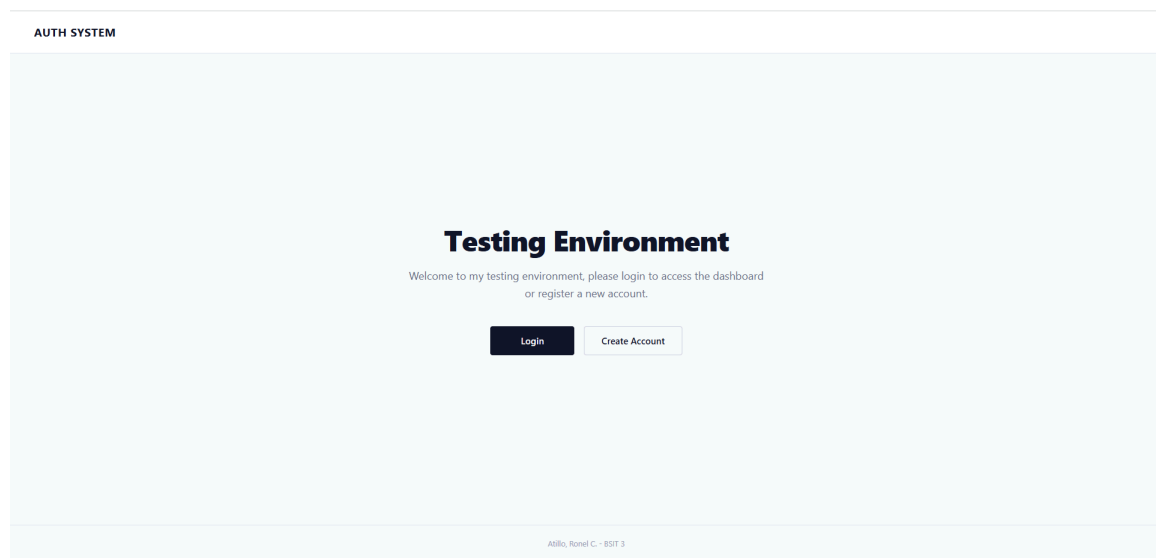 AUTH SYSTEM
Testing Environment
Welcome to my testing environment, please login to access the dashboard
or register a new account.
Login
Create Account
Atillo, Ronel C. - BSIT 3